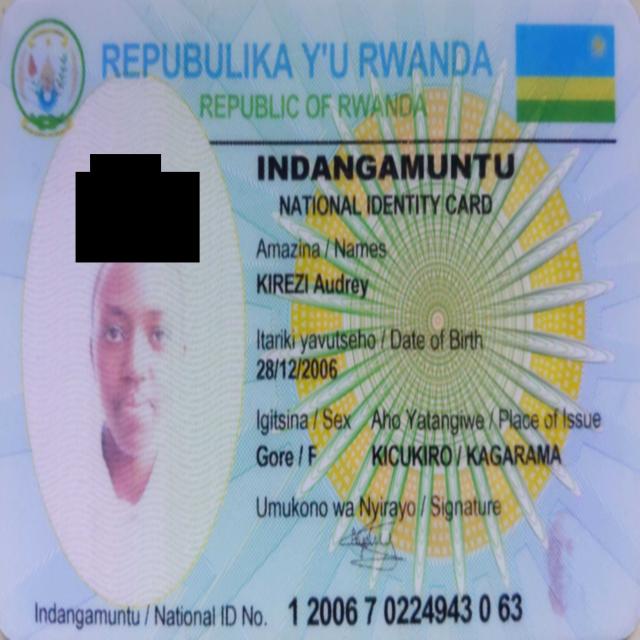 REPUBULIKA Y'U RWANDA
REPUBLIC OF RWANDA
INDANGAMUNTU
NATIONAL IDENTITY CARD
Amazina / Names
KIREZI Audrey
Itariki yavutseho / Date of Birth
28/12/2006
Igitsina / Sex Aho Yatangiwe / Place of Issue
Gore / F KICUKIRO / KAGARAMA
Umukono wa Nyirayo / Signature
Indangamuntu / National ID No. 1 2006 7 0224943 0 63